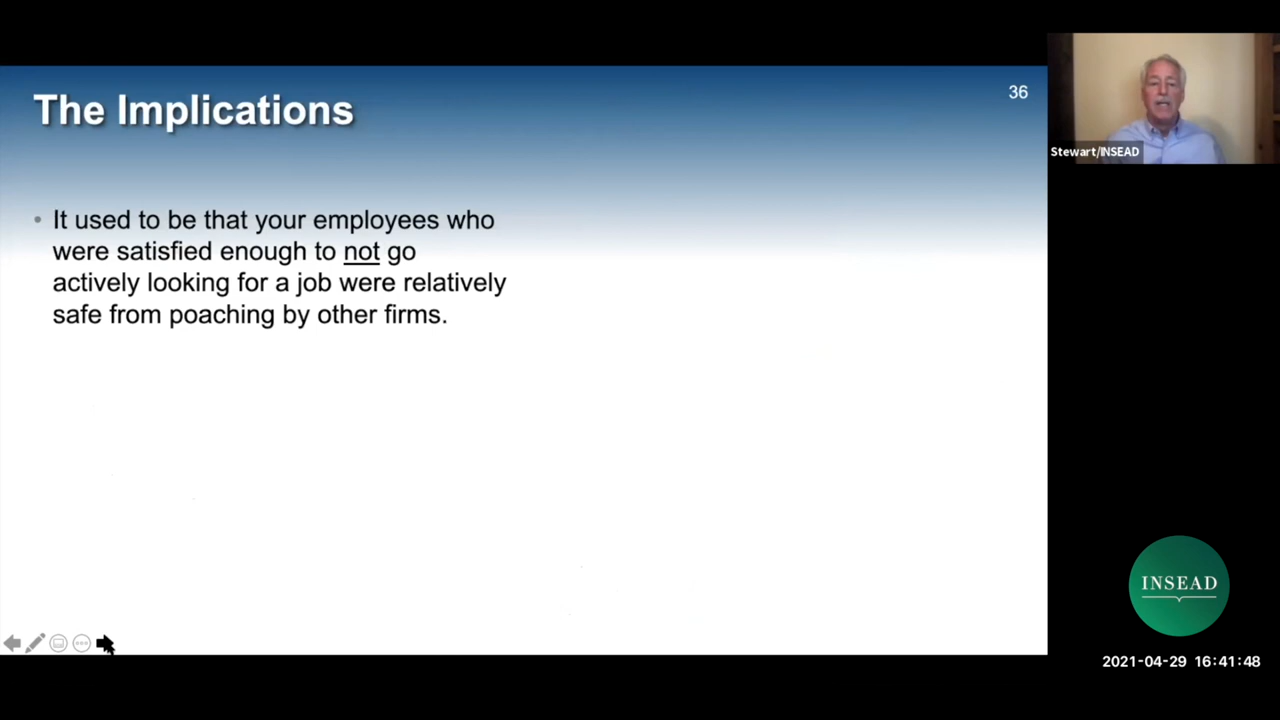 The Implications
36
• It used to be that your employees who
were satisfied enough to not go
actively looking for a job were relatively
safe from poaching by other firms.
Stewart/INSEAD
INSEAD
2021-04-29 16:41:48